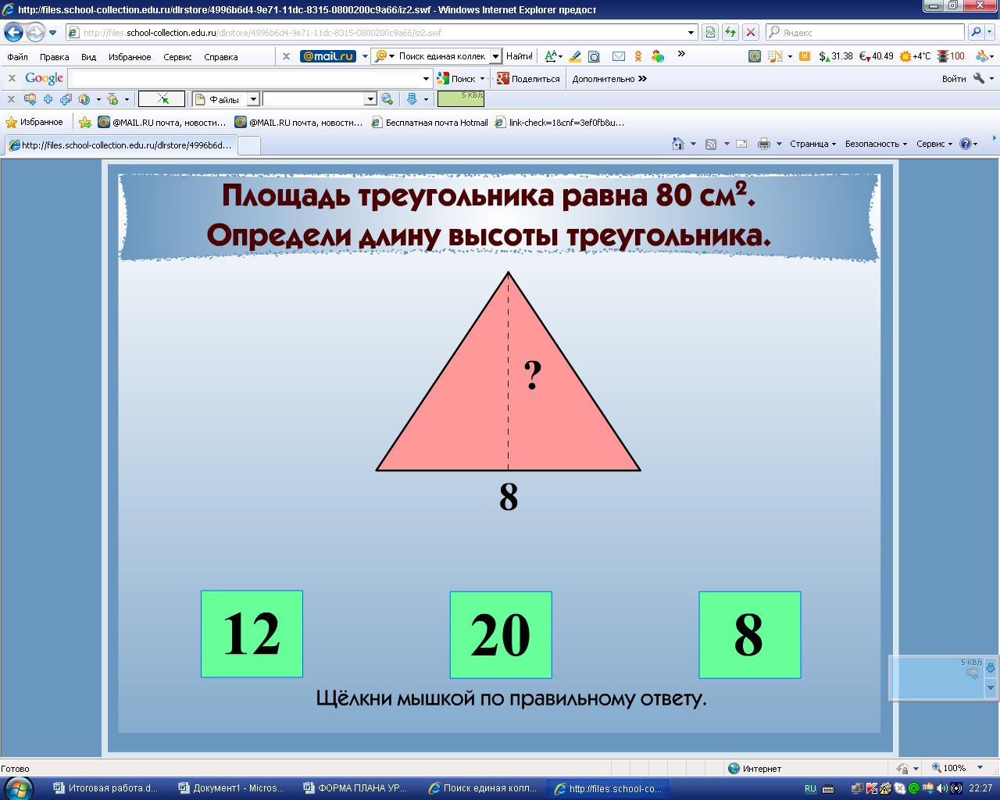 http://files.school-collection.edu.ru/dlrstore/4996b6d4-9e71-11dc-8315-0800200c9a66/iz2.swf - Windows Internet Explorer предост
http://files.school-collection.edu.ru/dlrstore/4996b6d4-9e71-11dc-8315-0800200c9a66/iz2.swf Яндекс
Файл Правка Вид Избранное Сервис Справка x @mail.ru Поиск единая коллек Найти! $ 31.38 € 40.49 +4°C 100
x Google Поиск Поделиться Дополнительно Войти
x Файлы 5 KB/s
Избранное @MAIL.RU почта, новости... @MAIL.RU почта, новости... Бесплатная почта Hotmail link-check=1&cnf=3ef0fb&u...
http://files.school-collection.edu.ru/dlrstore/4996b6d... Страница Безопасность Сервис
Площадь треугольника равна 80 см².
Определи длину высоты треугольника.
?
8
12 20 8
5 KB/s
Щёлкни мышкой по правильному ответу.
Готово Интернет 100%
Итоговая работа.d... Документ1 - Micros... ФОРМА ПЛАНА УР... Поиск единая колл... http://files.school-co... RU 22:27